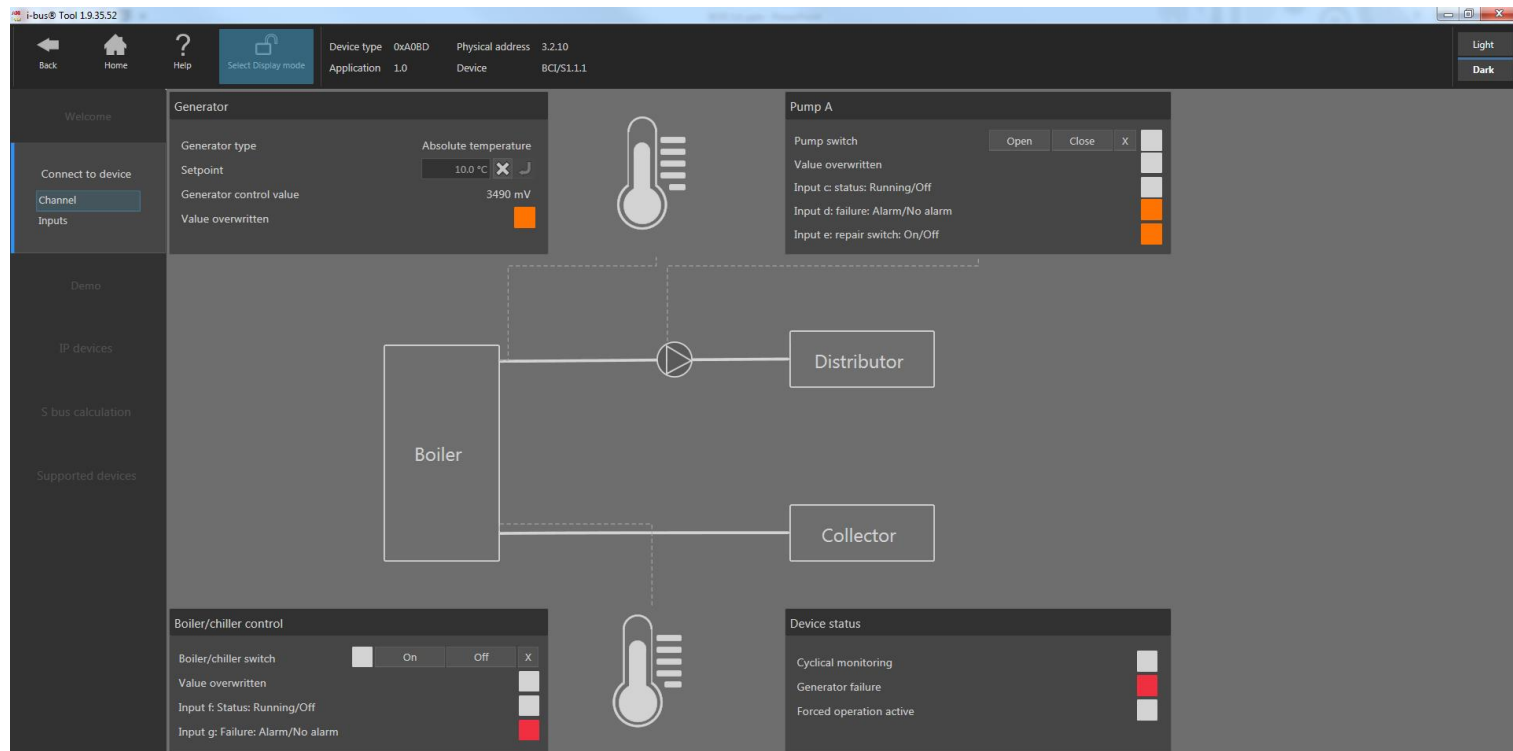 i-bus® Tool 1.9.35.52
Back
Home
Help
Select Display mode
Device type 0xA0BD Physical address 3.2.10
Application 1.0 Device BCI/S1.1.1
Light
Dark
Welcome
Connect to device
Channel
Inputs
Demo
IP devices
S bus calculation
Supported devices
Generator
Generator type Absolute temperature
Setpoint 10.0 °C
Generator control value 3490 mV
Value overwritten
Pump A
Pump switch Open Close X
Value overwritten
Input c: status: Running/Off
Input d: failure: Alarm/No alarm
Input e: repair switch: On/Off
Distributor
Boiler
Collector
Boiler/chiller control
Boiler/chiller switch On Off X
Value overwritten
Input f: Status: Running/Off
Input g: Failure: Alarm/No alarm
Device status
Cyclical monitoring
Generator failure
Forced operation active